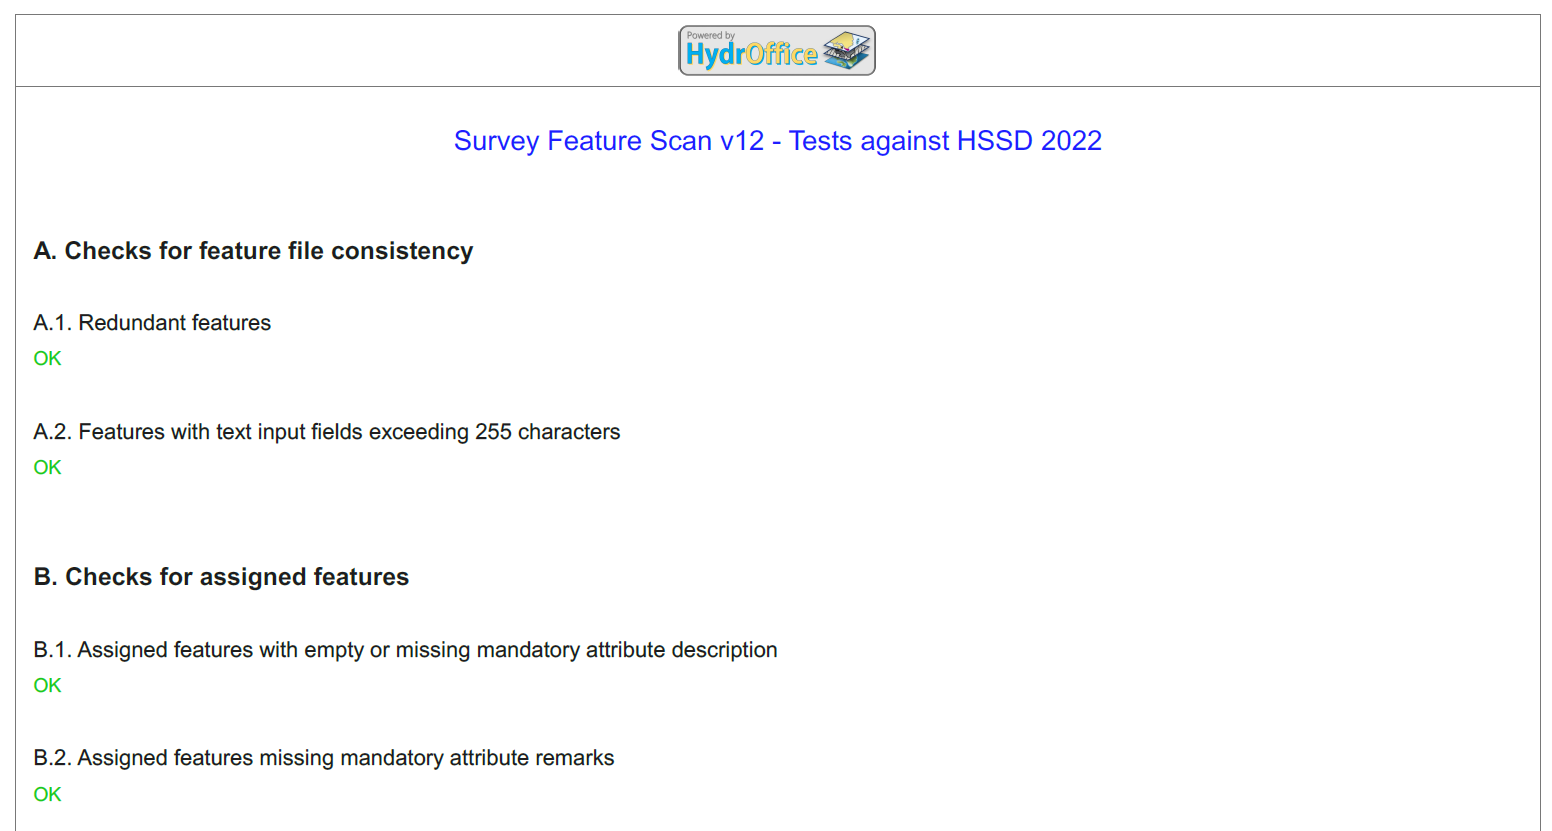 Powered by
HydrOffice
Survey Feature Scan v12 - Tests against HSSD 2022
A. Checks for feature file consistency
A.1. Redundant features
OK
A.2. Features with text input fields exceeding 255 characters
OK
B. Checks for assigned features
B.1. Assigned features with empty or missing mandatory attribute description
OK
B.2. Assigned features missing mandatory attribute remarks
OK